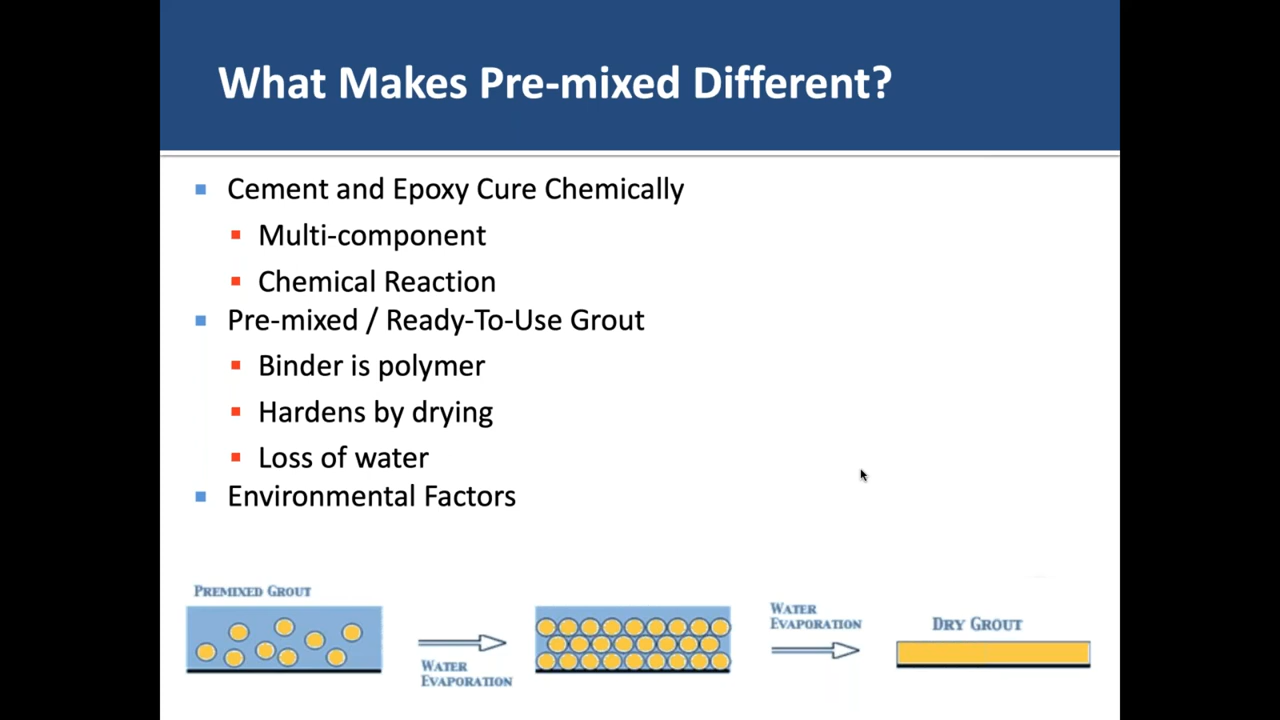 What Makes Pre-mixed Different?
Cement and Epoxy Cure Chemically
Multi-component
Chemical Reaction
Pre-mixed / Ready-To-Use Grout
Binder is polymer
Hardens by drying
Loss of water
Environmental Factors
PREMIXED GROUT
WATER
EVAPORATION
WATER
EVAPORATION
DRY GROUT